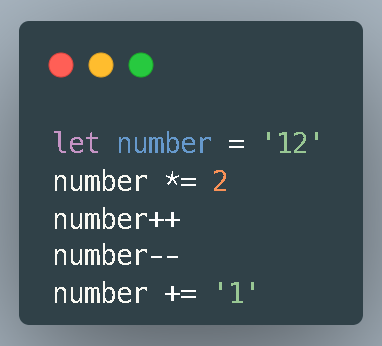 let number = '12'
number *= 2
number++
number--
number += '1'